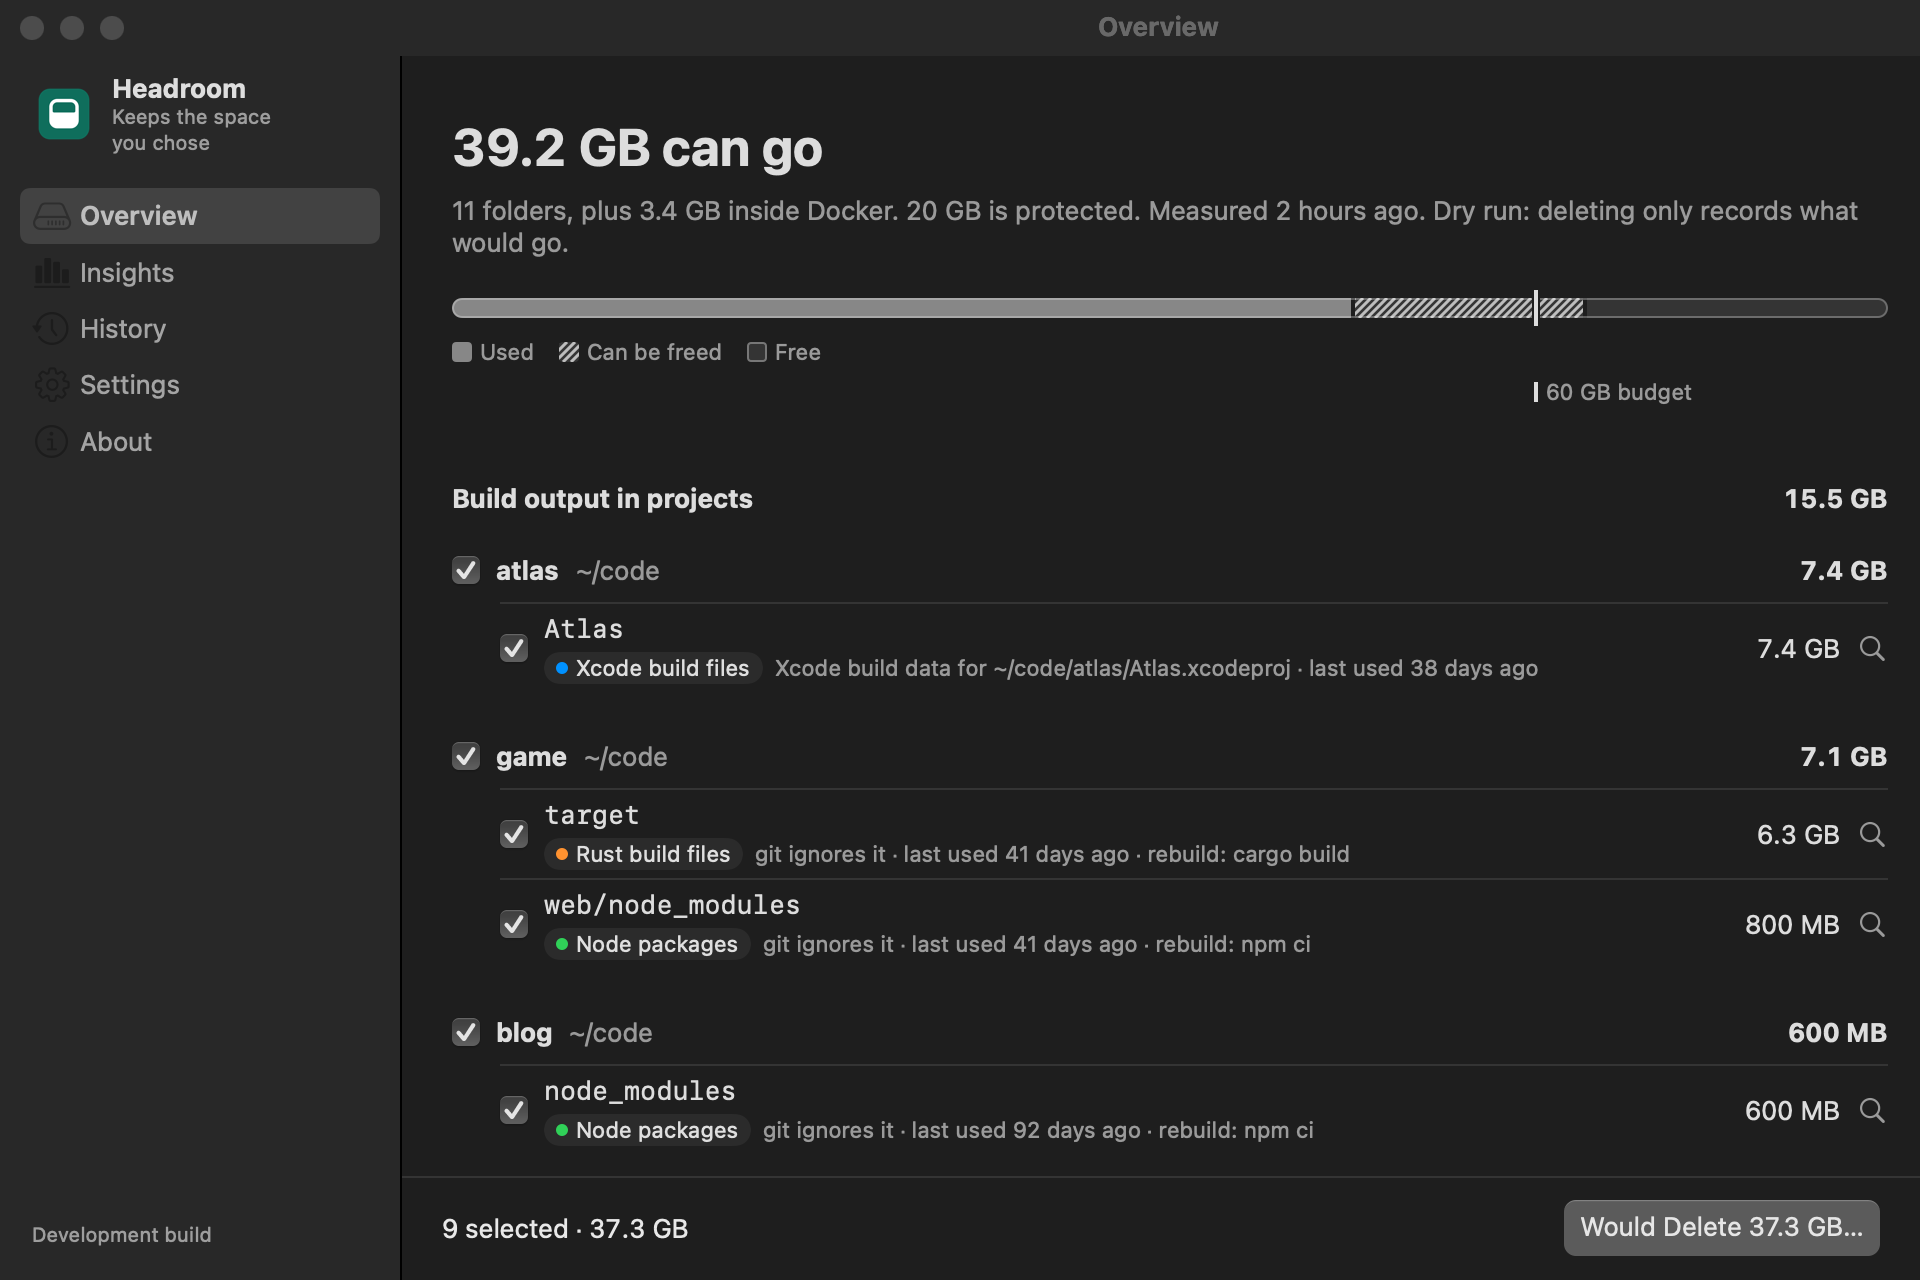 Overview
Headroom
Keeps the space
you chose
Overview
Insights
History
Settings
About
Development build
39.2 GB can go
11 folders, plus 3.4 GB inside Docker. 20 GB is protected. Measured 2 hours ago. Dry run: deleting only records what
would go.
Used Can be freed Free
60 GB budget
Build output in projects 15.5 GB
atlas ~/code 7.4 GB
Atlas
Xcode build files Xcode build data for ~/code/atlas/Atlas.xcodeproj · last used 38 days ago 7.4 GB
game ~/code 7.1 GB
target
Rust build files git ignores it · last used 41 days ago · rebuild: cargo build 6.3 GB
web/node_modules
Node packages git ignores it · last used 41 days ago · rebuild: npm ci 800 MB
blog ~/code 600 MB
node_modules
Node packages git ignores it · last used 92 days ago · rebuild: npm ci 600 MB
9 selected · 37.3 GB
Would Delete 37.3 GB...